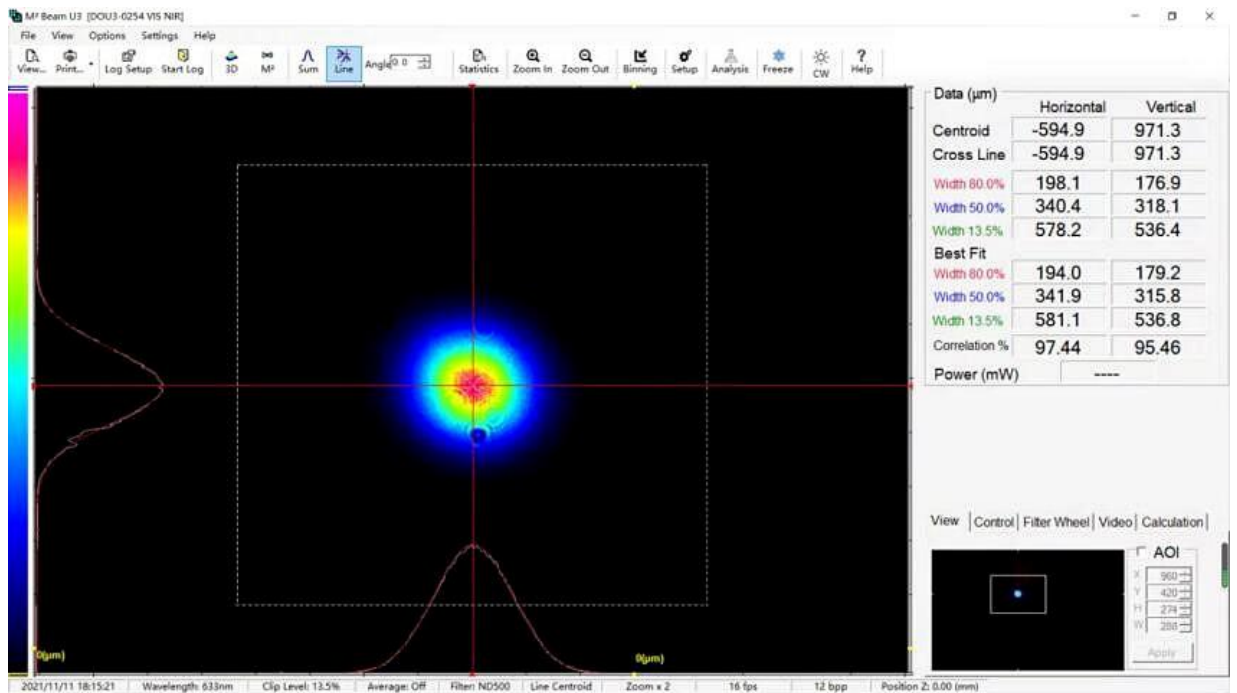 M² Beam U3 [DOU3-0254 VIS NIR]
File View Options Settings Help
View... Print... Log Setup Start Log 3D M² Sum Line Angle 0.0 Statistics Zoom In Zoom Out Binning Setup Analysis Freeze CW Help
Data (µm)
Horizontal Vertical
Centroid -594.9 971.3
Cross Line -594.9 971.3
Width 80.0% 198.1 176.9
Width 50.0% 340.4 318.1
Width 13.5% 578.2 536.4
Best Fit
Width 80.0% 194.0 179.2
Width 50.0% 341.9 315.8
Width 13.5% 581.1 536.8
Correlation % 97.44 95.46
Power (mW) ----
View Control Filter Wheel Video Calculation
AOI
X 960
Y 420
H 274
W 288
Apply
0(µm) 0(µm)
2021/11/11 18:15:21 Wavelength: 633nm Clip Level: 13.5% Average: Off Filter: ND500 Line Centroid Zoom x 2 16 fps 12 bpp Position Z: 0.00 (mm)